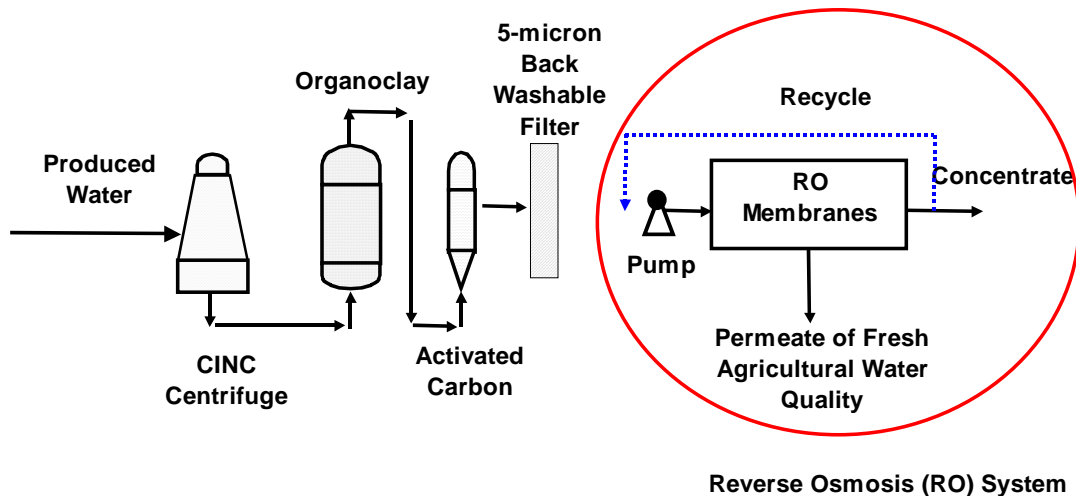 5-micron
Back
Washable
Filter
Organoclay
Recycle
Produced
Water
Concentrate
RO
Membranes
Pump
CINC
Centrifuge
Activated
Carbon
Permeate of Fresh
Agricultural Water
Quality
Reverse Osmosis (RO) System